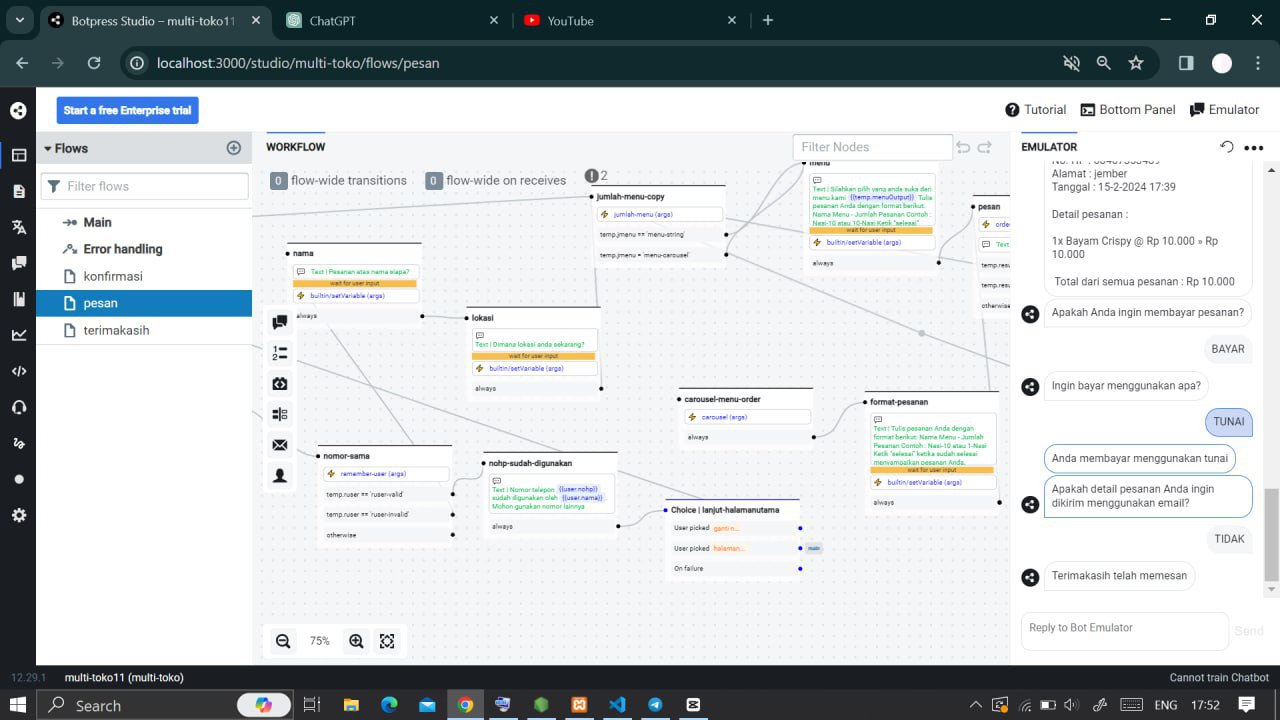 Botpress Studio – multi-toko11
ChatGPT
YouTube
localhost:3000/studio/multi-toko/flows/pesan
Start a free Enterprise trial
Tutorial
Bottom Panel
Emulator
Flows
Filter flows
Main
Error handling
konfirmasi
pesan
terimakasih
WORKFLOW
Filter Nodes
0 flow-wide transitions
0 flow-wide on receives
2
nama
Text | Pesanan atas nama siapa?
wait for user input
builtin/setVariable (args)
always
lokasi
Text | Dimana lokasi anda sekarang?
wait for user input
builtin/setVariable (args)
always
jumlah-menu-copy
jumlah-menu (args)
temp.jmenu == 'menu-string'
temp.jmenu = 'menu-carousel'
menu
Text | Silahkan pilih yang anda suka dari
menu kami: {{temp.menuOutput}} Tulis
pesanan Anda dengan format berikut:
Nama Menu - Jumlah Pesanan Contoh :
Nasi-10 atau 10-Nasi Ketik "selesai"
wait for user input
builtin/setVariable (args)
always
pesan
orde
Text
temp.resu
temp.resu
otherwise
carousel-menu-order
carousel (args)
always
format-pesanan
Text | Tulis pesanan Anda dengan
format berikut: Nama Menu - Jumlah
Pesanan Contoh : Nasi-10 atau 1-Nasi
Ketik "selesai" ketika sudah selesai
menyampaikan pesanan Anda.
wait for user input
builtin/setVariable (args)
always
nomor-sama
remember-user (args)
temp.ruser == 'ruser-valid'
temp.ruser == 'ruser-invalid'
otherwise
nohp-sudah-digunakan
Text | Nomor telepon {{user.nohp}}
sudah digunakan oleh {{user.nama}}.
Mohon gunakan nomor lainnya.
always
Choice | lanjut-halamanutama
User picked ganti-n...
User picked halaman...
main
On failure
75%
EMULATOR
Alamat : jember
Tanggal : 15-2-2024 17:39
Detail pesanan :
1x Bayam Crispy @ Rp 10.000 » Rp
10.000
Total dari semua pesanan : Rp 10.000
Apakah Anda ingin membayar pesanan?
BAYAR
Ingin bayar menggunakan apa?
TUNAI
Anda membayar menggunakan tunai
Apakah detail pesanan Anda ingin
dikirim menggunakan email?
TIDAK
Terimakasih telah memesan
Reply to Bot Emulator
Send
12.29.1
multi-toko11 (multi-toko)
Cannot train Chatbot
Search
ENG
17:52